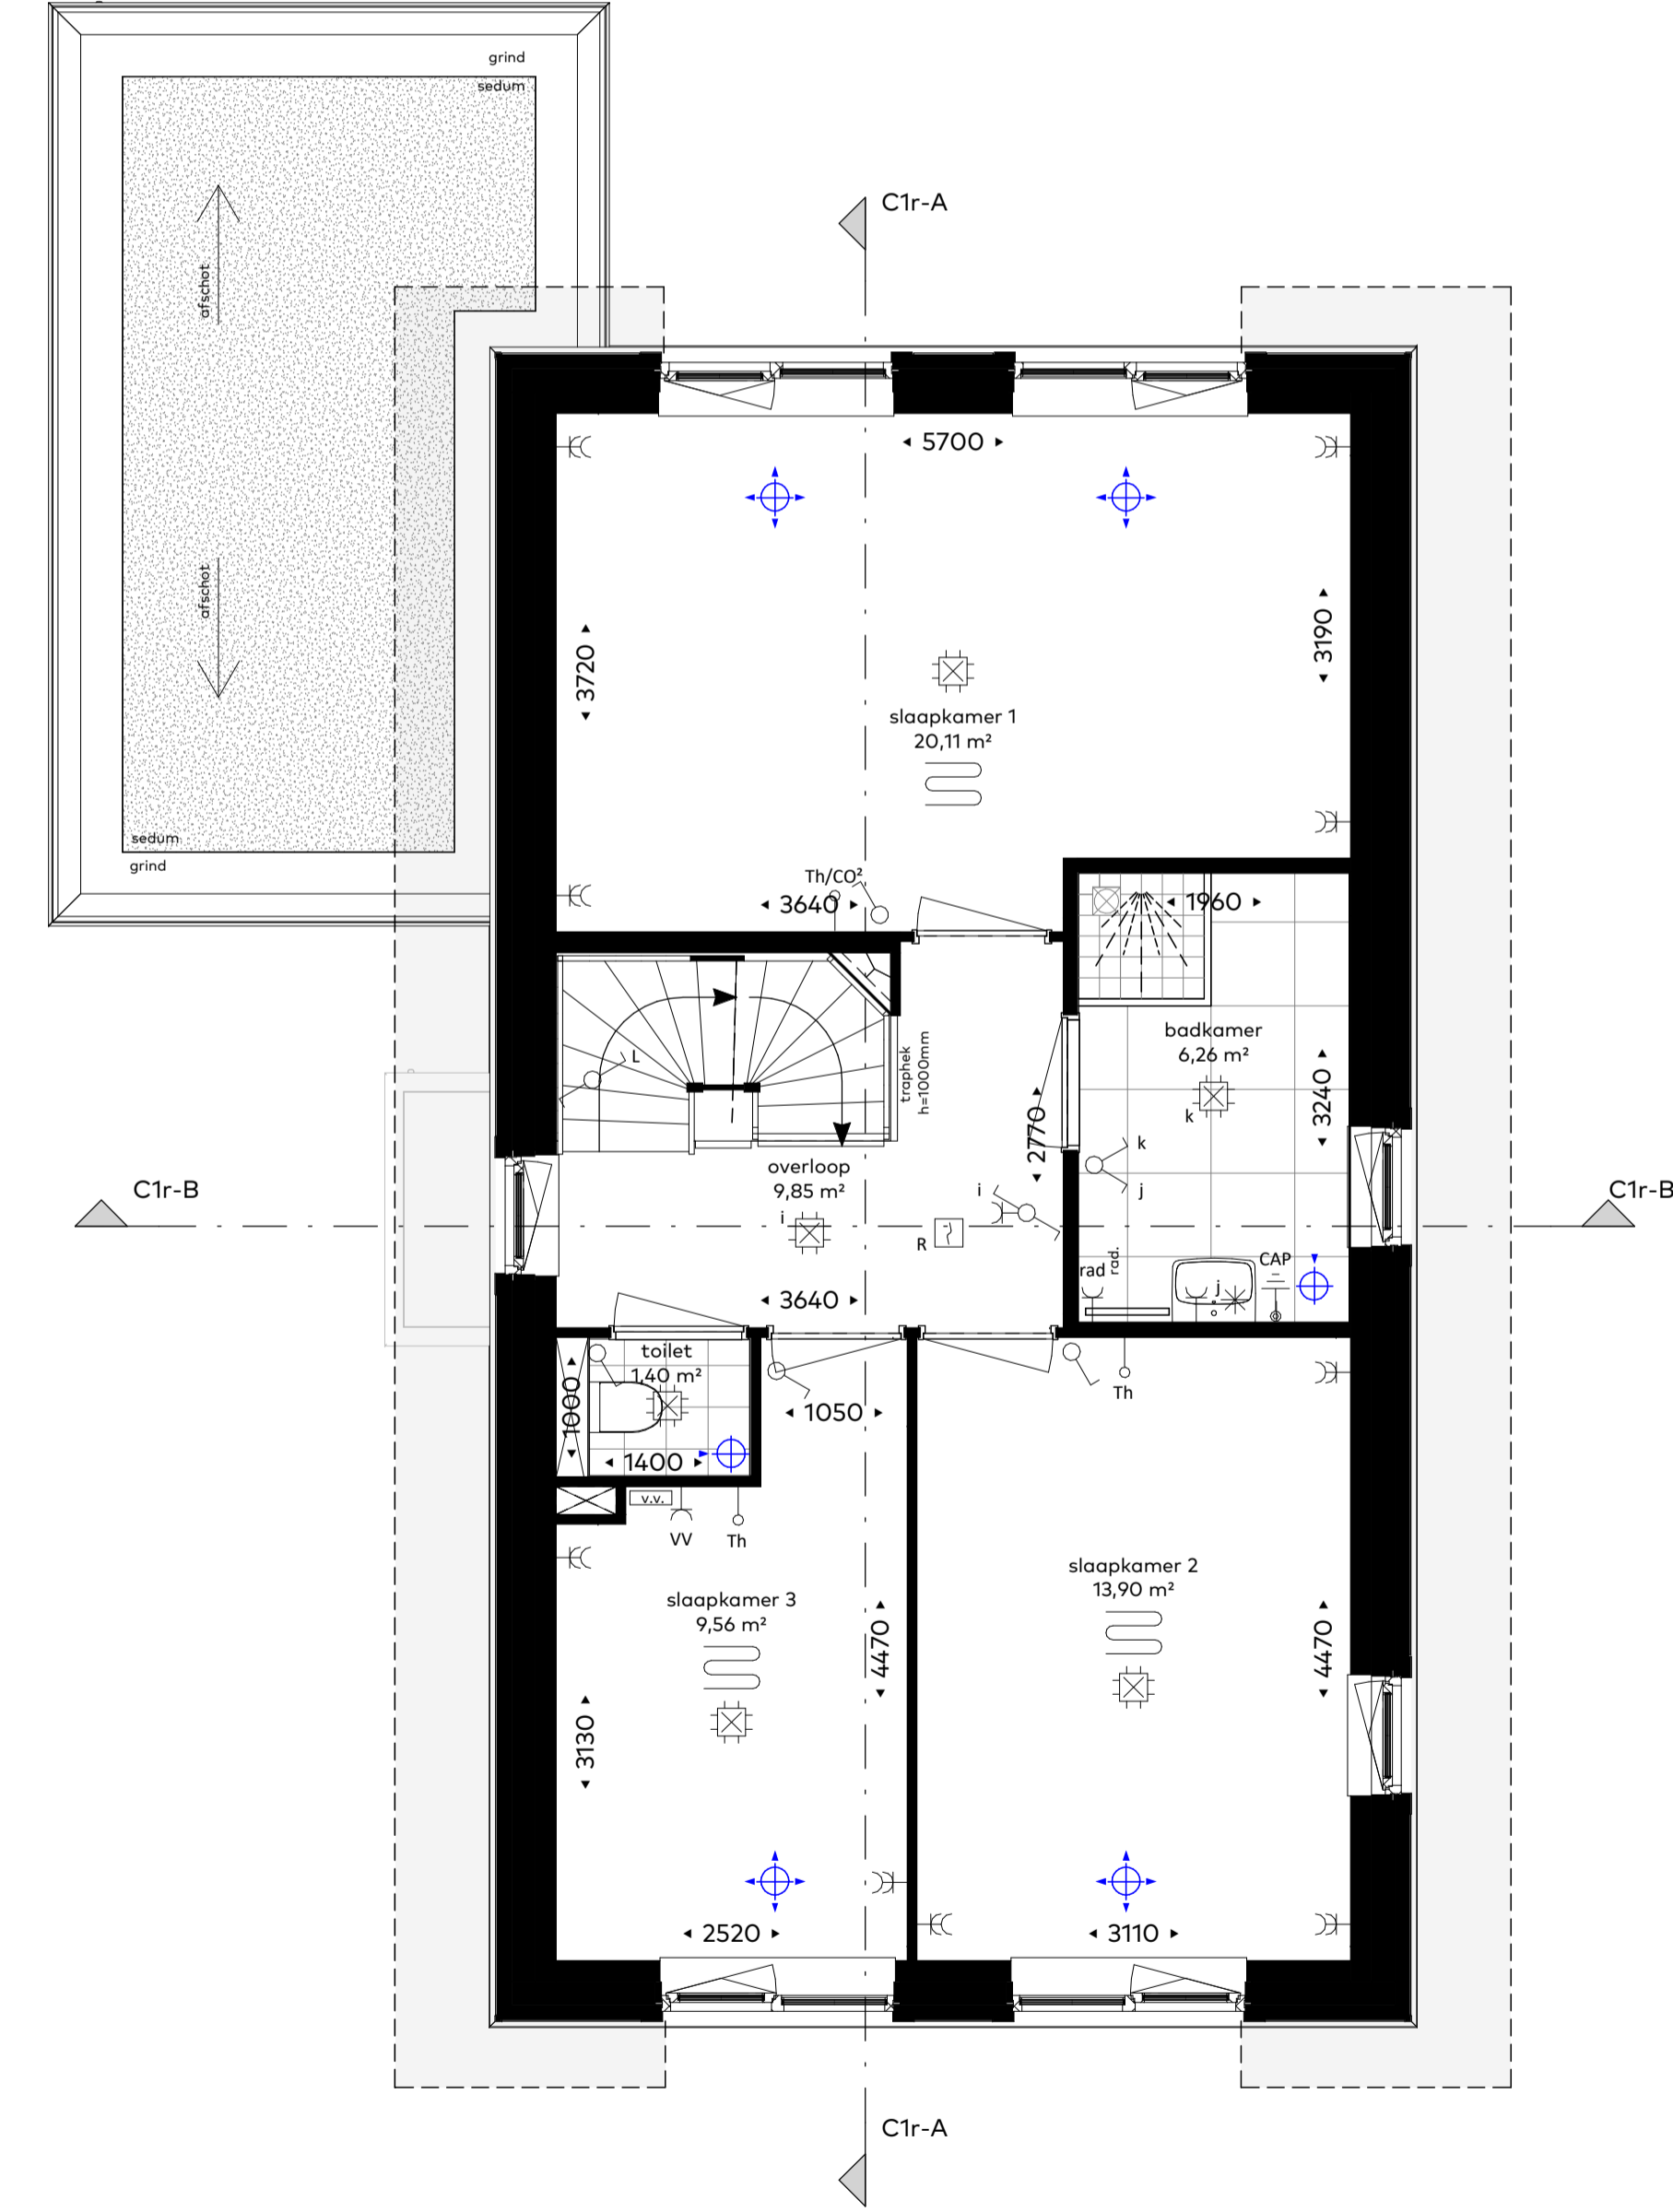 grind
sedum
C1r-A
afschot
5700
3720
3190
slaapkamer 1
20,11 m²
afschot
sedum
grind
Th/CO²
3640
1960
traphek
h=1000mm
L
badkamer
6,26 m²
k
3240
2770
k
j
overloop
9,85 m²
i
i
R
C1r-B
C1r-B
rad
rad.
j
CAP
3640
toilet
1,40 m²
1000
1400
1050
Th
v.v.
VV
Th
slaapkamer 3
9,56 m²
slaapkamer 2
13,90 m²
4470
4470
3130
2520
3110
C1r-A